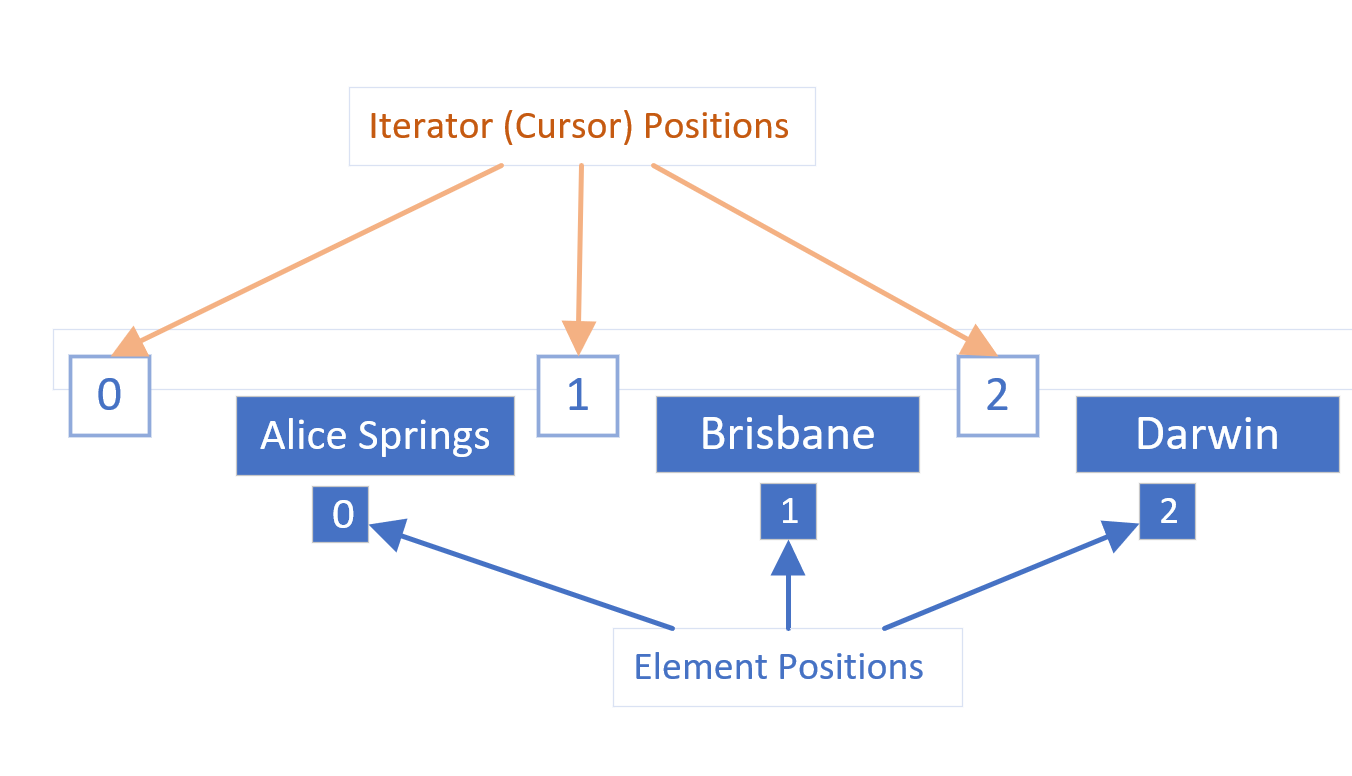 Iterator (Cursor) Positions
0
1
2
Alice Springs
Brisbane
Darwin
0
1
2
Element Positions